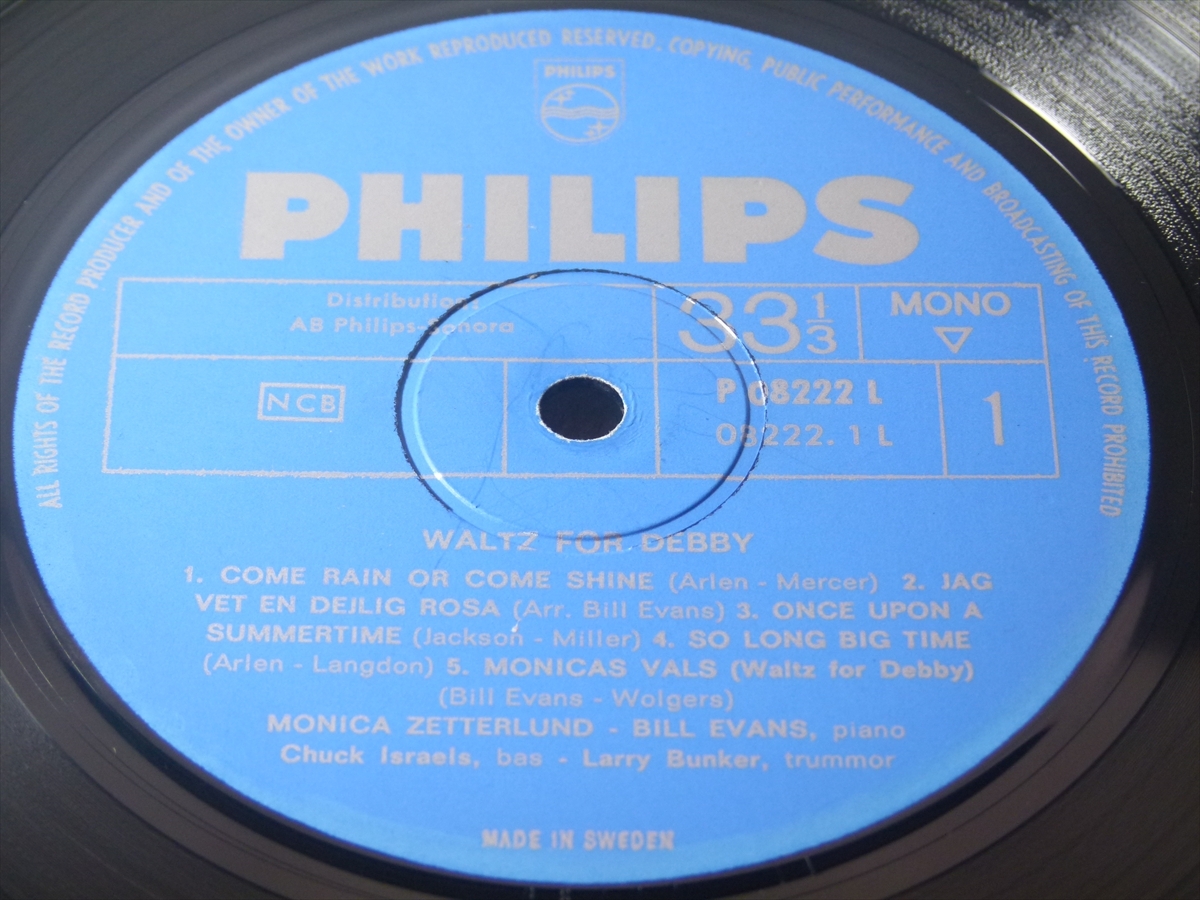 ALL RIGHTS OF THE RECORD PRODUCER AND OF THE OWNER OF THE WORK REPRODUCED RESERVED. COPYING, PUBLIC PERFORMANCE AND BROADCASTING OF THIS RECORD PROHIBITED
PHILIPS
PHILIPS
Distribution
AB Philips-Sonora
33 1/3
MONO
NCB
P 08222 L
08222. 1 L
1
WALTZ FOR DEBBY
1. COME RAIN OR COME SHINE (Arlen - Mercer) 2. JAG
VET EN DEJLIG ROSA (Arr. Bill Evans) 3. ONCE UPON A
SUMMERTIME (Jackson - Miller) 4. SO LONG BIG TIME
(Arlen - Langdon) 5. MONICAS VALS (Waltz for Debby)
(Bill Evans - Wolgers)
MONICA ZETTERLUND - BILL EVANS, piano
Chuck Israels, bas - Larry Bunker, trummor
MADE IN SWEDEN